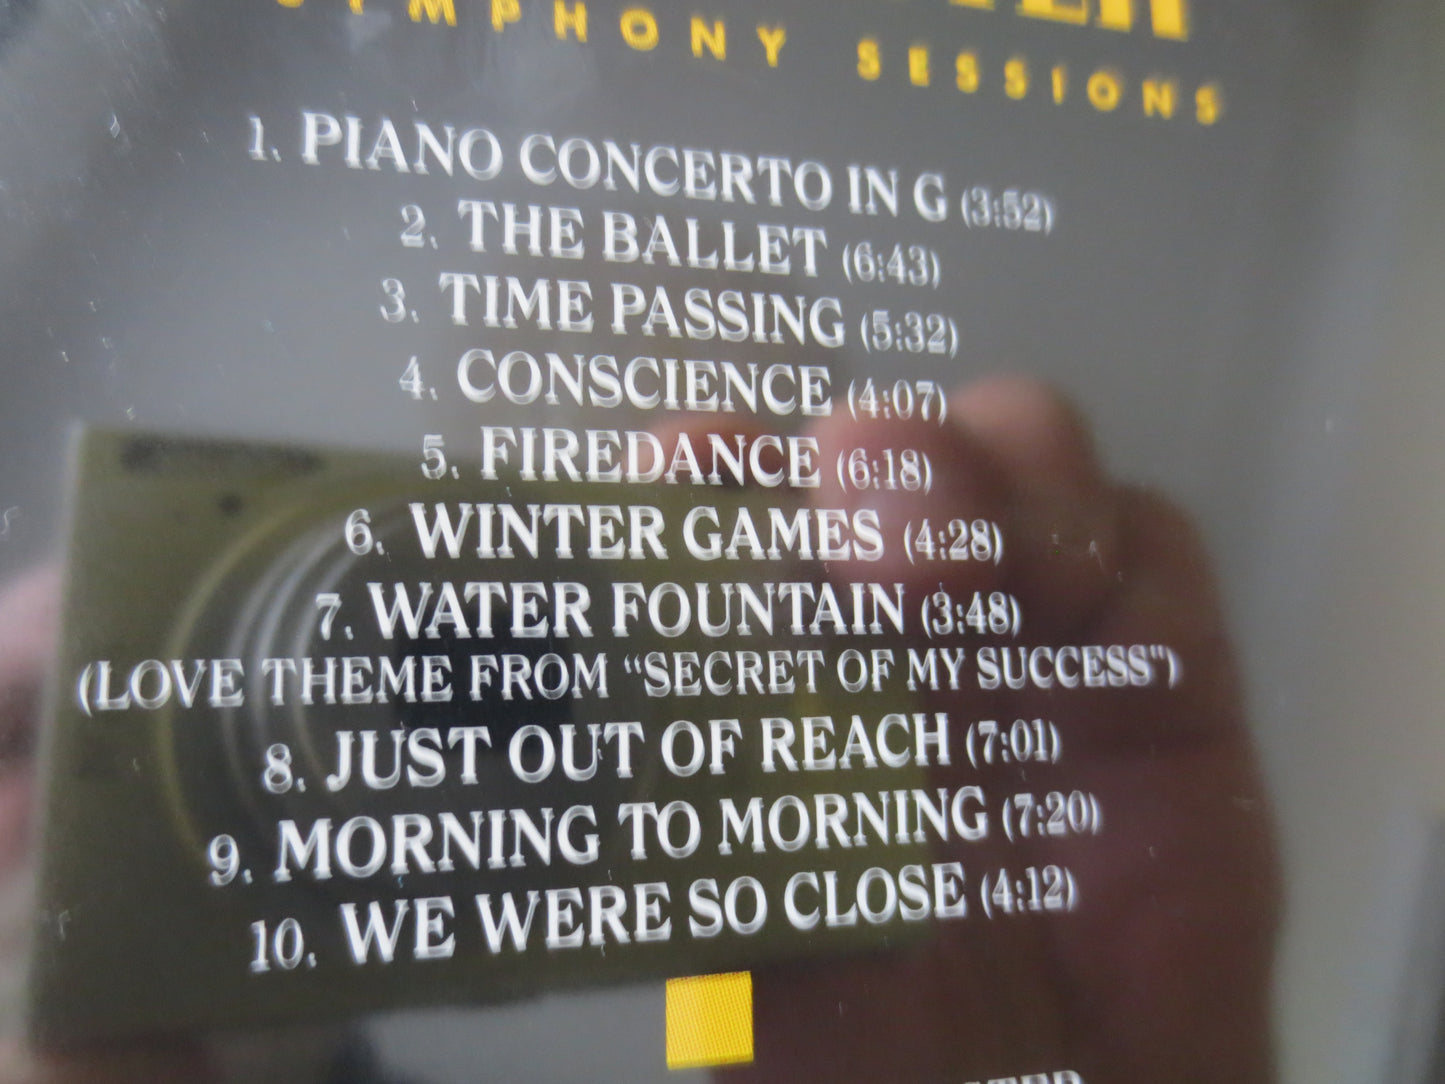 SYMPHONY SESSIONS
1. PIANO CONCERTO IN G (3:52)
2. THE BALLET (6:43)
3. TIME PASSING (5:32)
4. CONSCIENCE (4:07)
5. FIREDANCE (6:18)
6. WINTER GAMES (4:28)
7. WATER FOUNTAIN (3:48)
(LOVE THEME FROM “SECRET OF MY SUCCESS”)
8. JUST OUT OF REACH (7:01)
9. MORNING TO MORNING (7:20)
10. WE WERE SO CLOSE (4:12)